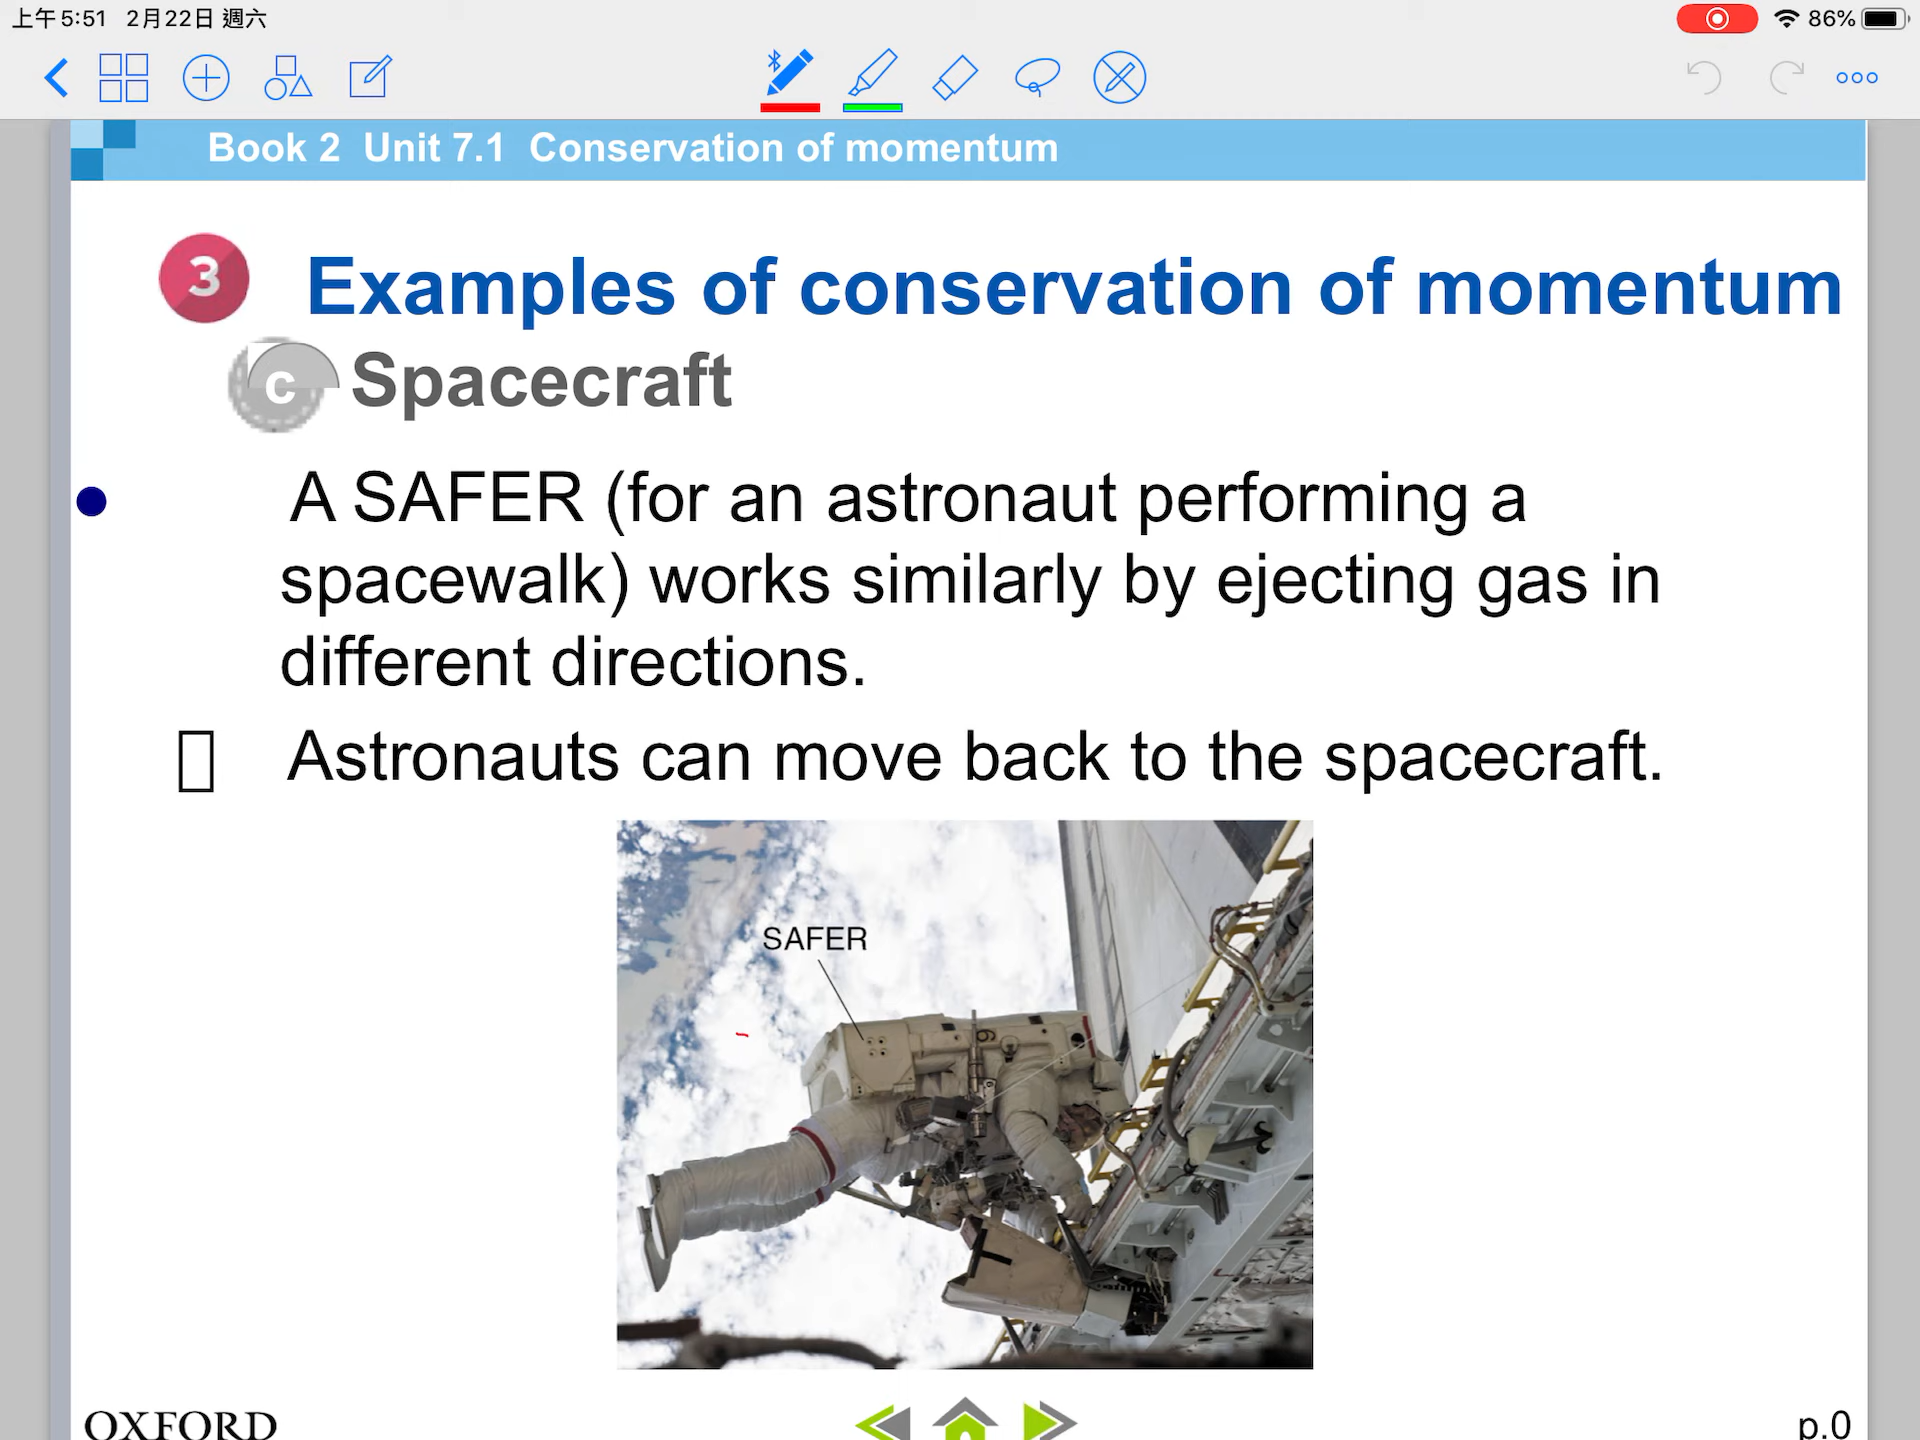 上午5:51 2月22日 週六
86%
Book 2 Unit 7.1 Conservation of momentum
3 Examples of conservation of momentum
c Spacecraft
• A SAFER (for an astronaut performing a
spacewalk) works similarly by ejecting gas in
different directions.
Astronauts can move back to the spacecraft.
SAFER
OXFORD
p.0